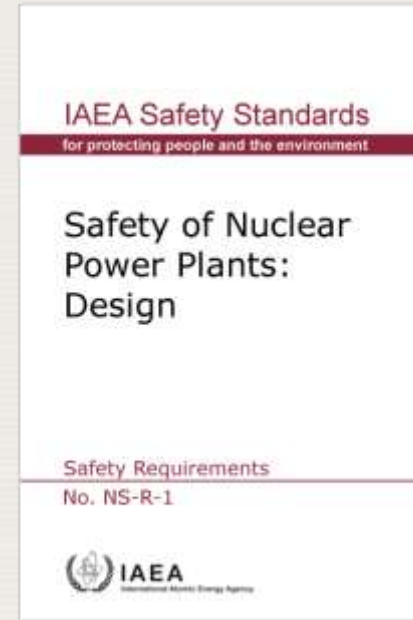 IAEA Safety Standards
for protecting people and the environment
Safety of Nuclear
Power Plants:
Design
Safety Requirements
No. NS-R-1
IAEA
International Atomic Energy Agency